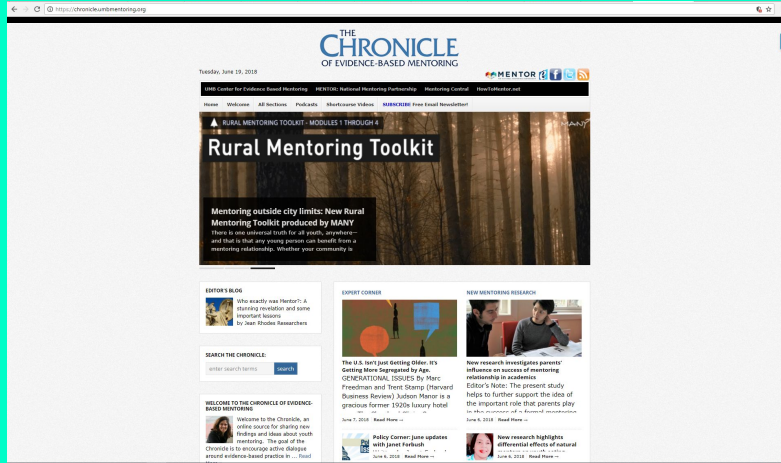 https://chronicle.umbmentoring.org
THE
CHRONICLE
OF EVIDENCE-BASED MENTORING
Tuesday, June 19, 2018
MENTOR
UMB Center for Evidence Based Mentoring MENTOR: National Mentoring Partnership Mentoring Central HowToMentor.net
Home Welcome All Sections Podcasts Shortcourse Videos SUBSCRIBE Free Email Newsletter!
RURAL MENTORING TOOLKIT - MODULES 1 THROUGH 4
MANY
Rural Mentoring Toolkit
Mentoring outside city limits: New Rural
Mentoring Toolkit produced by MANY
There is one universal truth for all youth, anywhere—
and that is that any young person can benefit from a
mentoring relationship. Whether your community is
EDITOR'S BLOG
Who exactly was Mentor?: A
stunning revelation and some
important lessons
by Jean Rhodes Researchers
SEARCH THE CHRONICLE:
enter search terms
search
WELCOME TO THE CHRONICLE OF EVIDENCE-
BASED MENTORING
Welcome to the Chronicle, an
online source for sharing new
findings and ideas about youth
mentoring. The goal of the
Chronicle is to encourage active dialogue
around evidence-based practice in ... Read
EXPERT CORNER
The U.S. Isn't Just Getting Older. It's
Getting More Segregated by Age.
GENERATIONAL ISSUES By Marc
Freedman and Trent Stamp (Harvard
Business Review) Judson Manor is a
gracious former 1920s luxury hotel
June 7, 2018 Read More →
Policy Corner: June updates
with Janet Forbush
June 6, 2018 Read More →
NEW MENTORING RESEARCH
New research investigates parents'
influence on success of mentoring
relationship in academics
Editor's Note: The present study
helps to further support the idea of
the important role that parents play
in the success of a formal mentoring
June 6, 2018 Read More →
New research highlights
differential effects of natural
June 6, 2018 Read More →